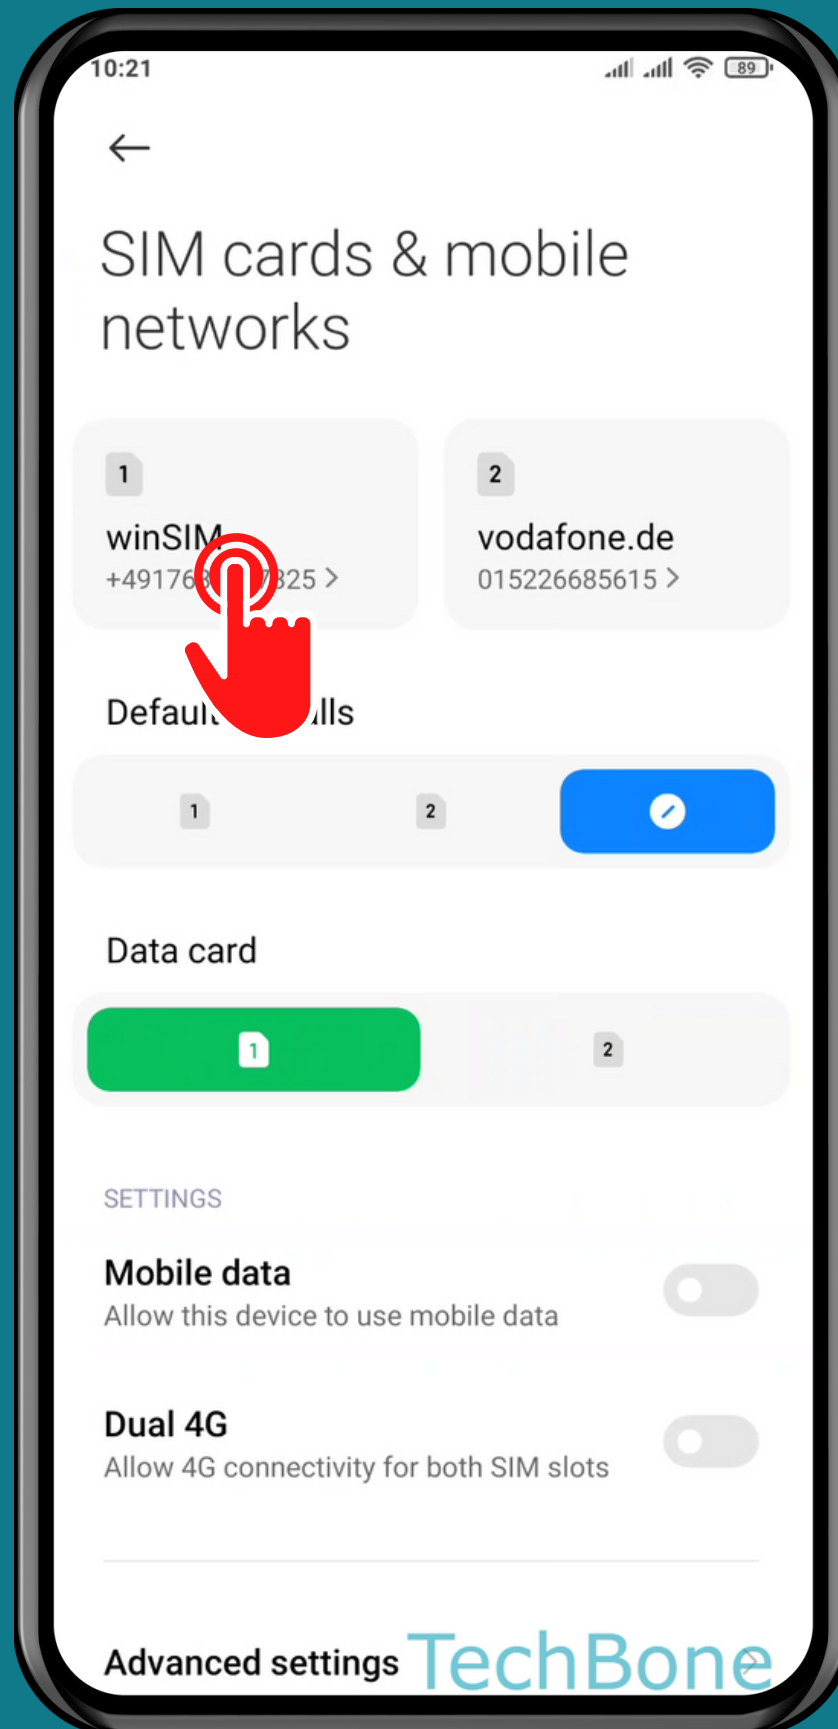 10:21
89
SIM cards & mobile
networks
1
winSIM
2
vodafone.de
015226685615 >
Data card
1
2
1
2
SETTINGS
Mobile data
Allow this device to use mobile data
Dual 4G
Allow 4G connectivity for both SIM slots
Advanced settings
TechBone